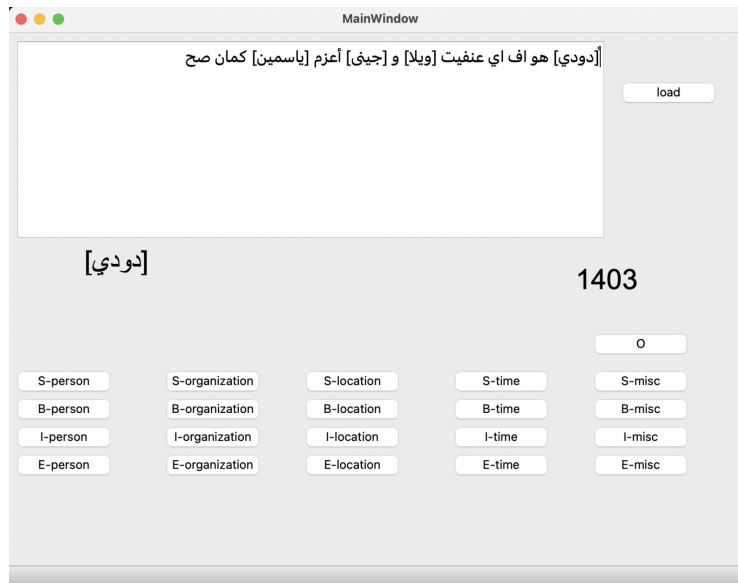 MainWindow
[دودي] هو اف اي عنفيت [ويلا] و [جينى] أعزم [ياسمين] كمان صح
load
[دودي]
1403
O
S-person S-organization S-location S-time S-misc
B-person B-organization B-location B-time B-misc
I-person I-organization I-location I-time I-misc
E-person E-organization E-location E-time E-misc